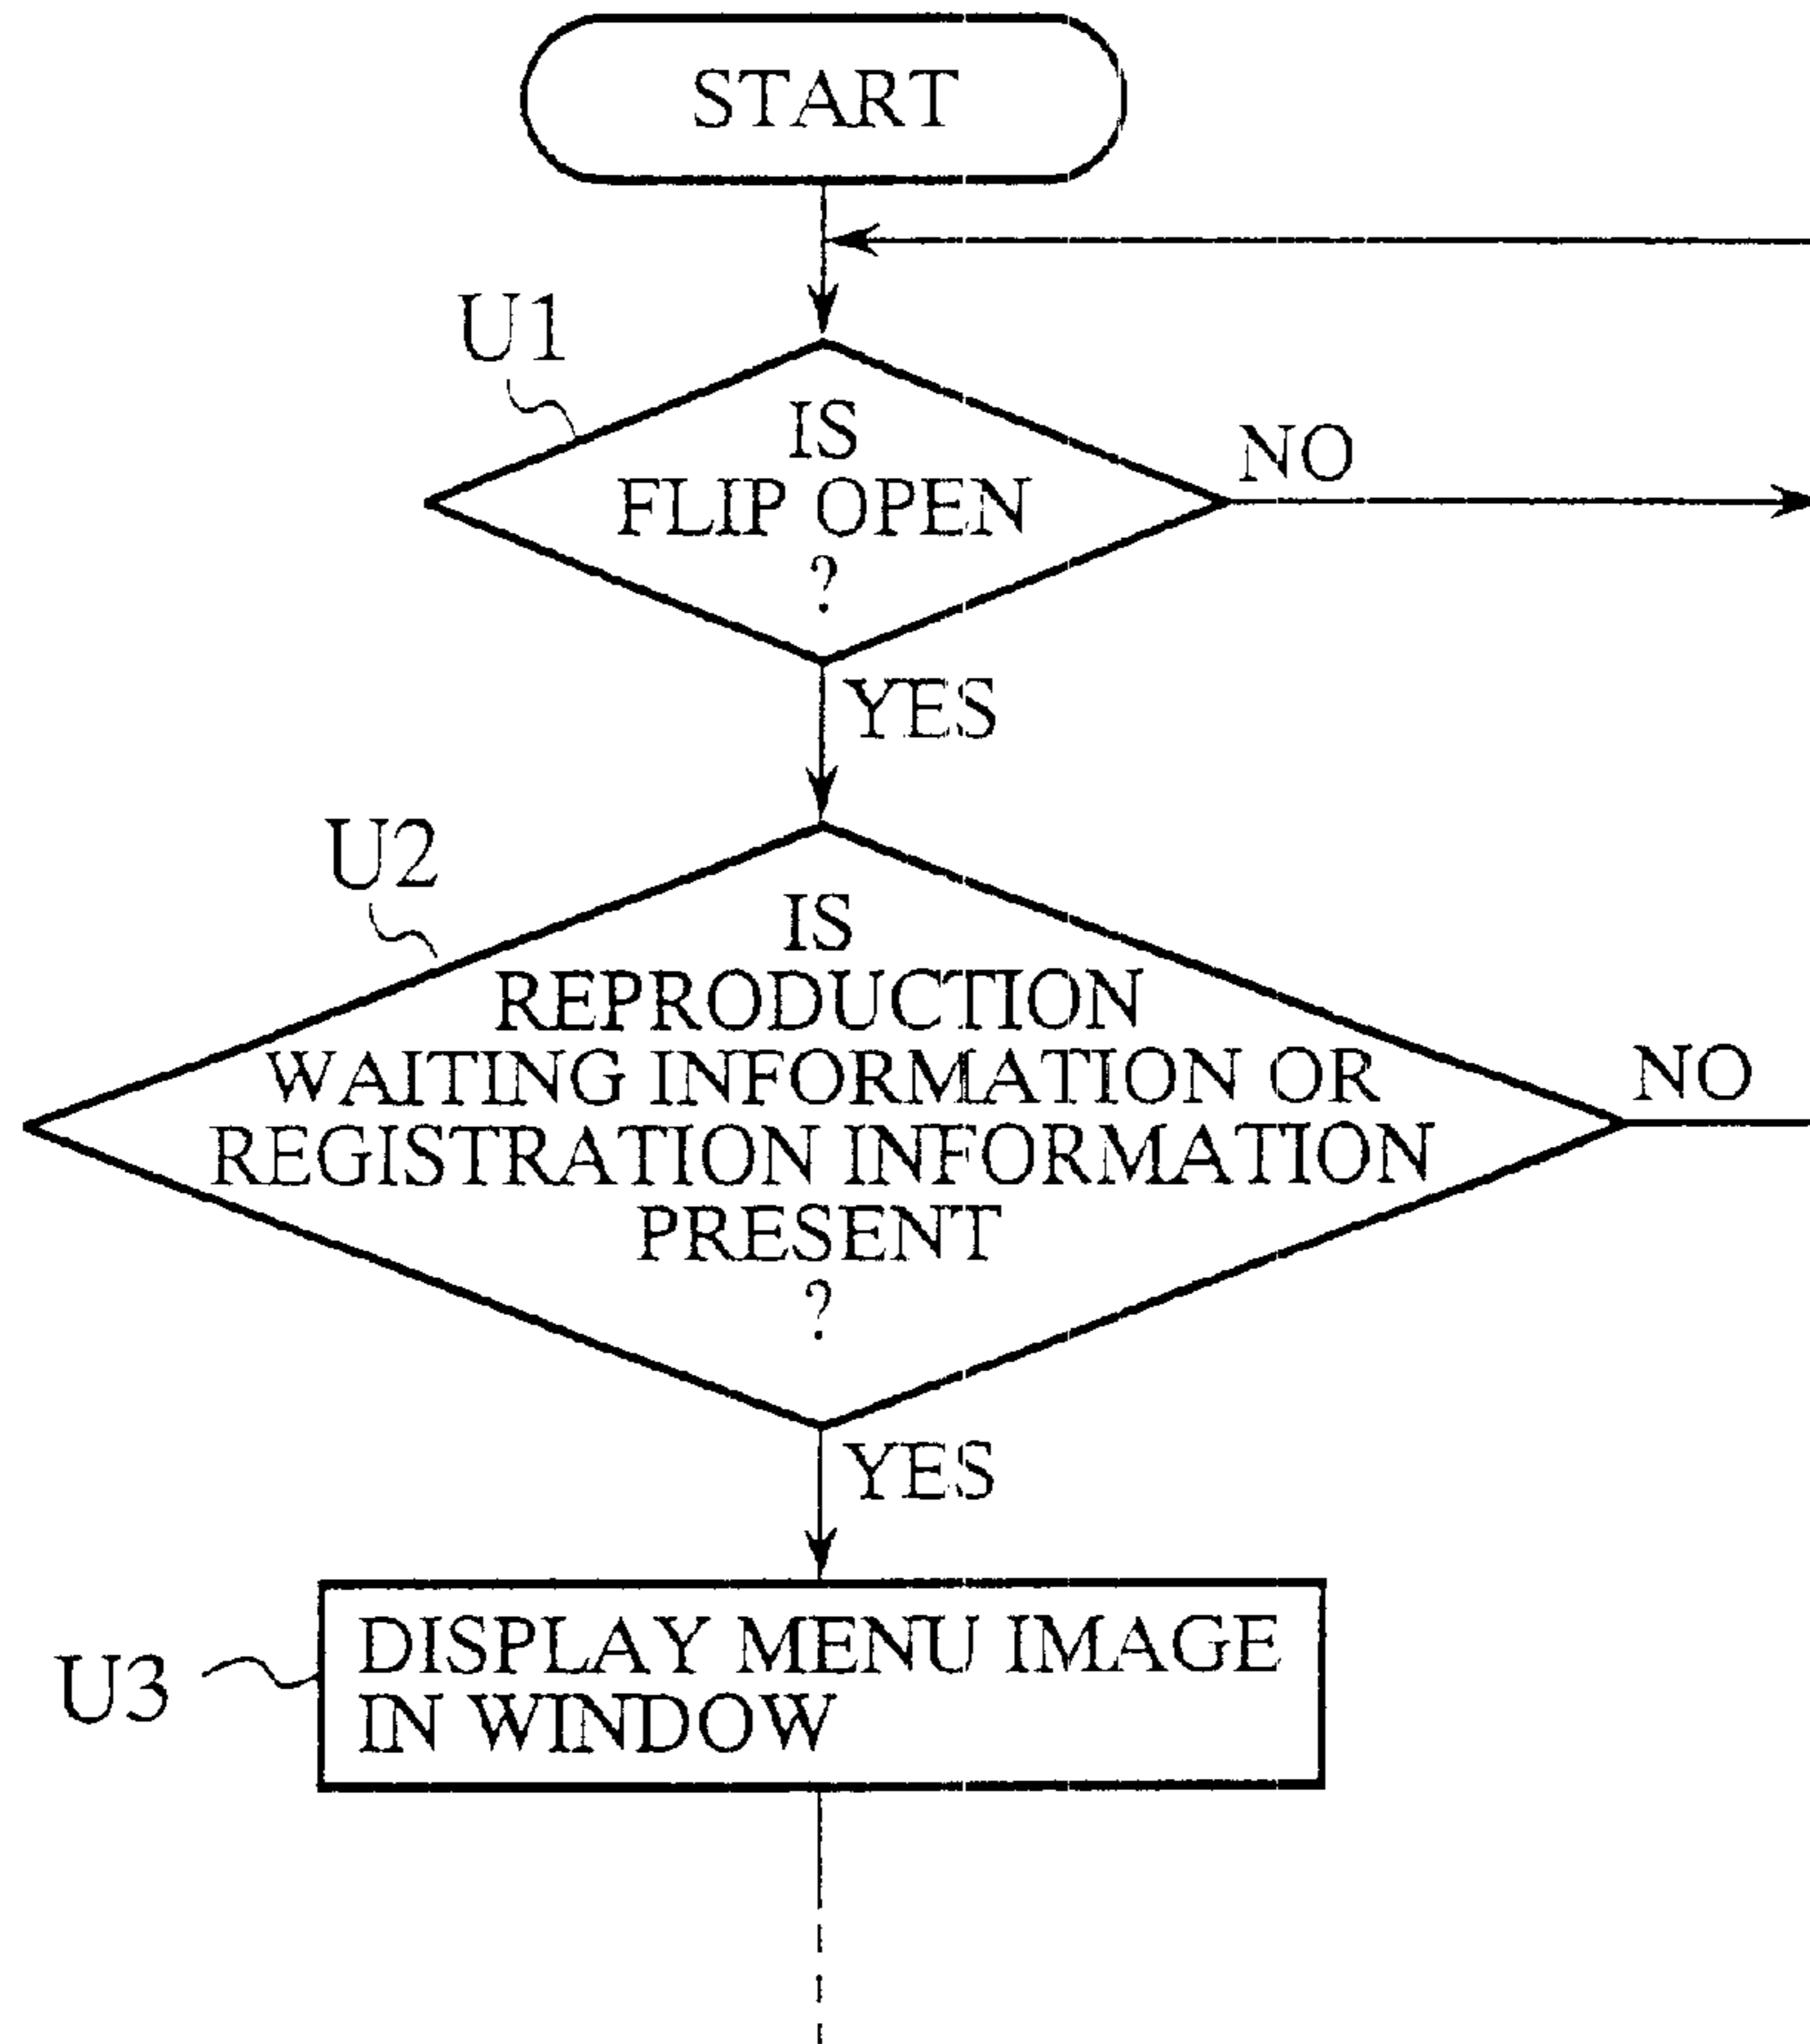 START
U1
IS
FLIP OPEN
?
NO
YES
U2
IS
REPRODUCTION
WAITING INFORMATION OR
REGISTRATION INFORMATION
PRESENT
?
NO
YES
U3
DISPLAY MENU IMAGE
IN WINDOW